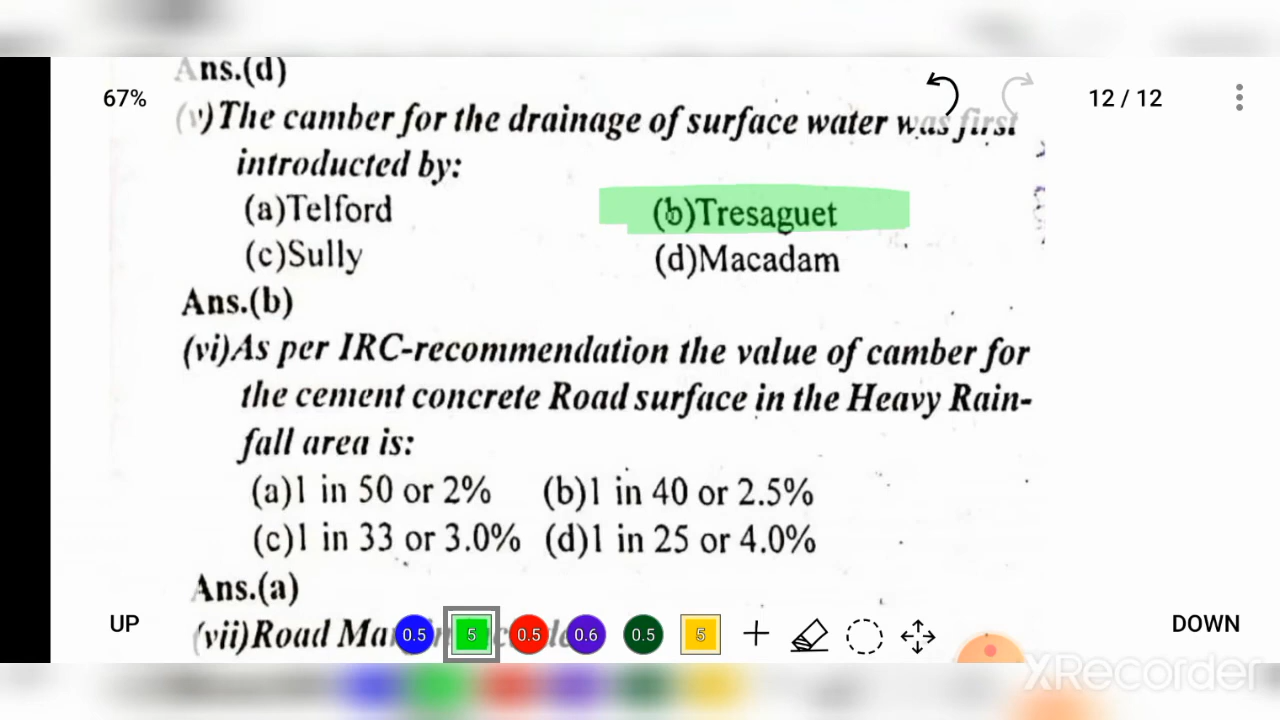 Ans.(d)
67%
12 / 12
(v)The camber for the drainage of surface water was first
introducted by:
(a)Telford (b)Tresaguet
(c)Sully (d)Macadam
Ans.(b)
(vi)As per IRC-recommendation the value of camber for
the cement concrete Road surface in the Heavy Rain-
fall area is:
(a)1 in 50 or 2% (b)1 in 40 or 2.5%
(c)1 in 33 or 3.0% (d)1 in 25 or 4.0%
Ans.(a)
UP
DOWN
(vii)Road
0.5 5 0.5 0.6 0.5 5
XRecorder